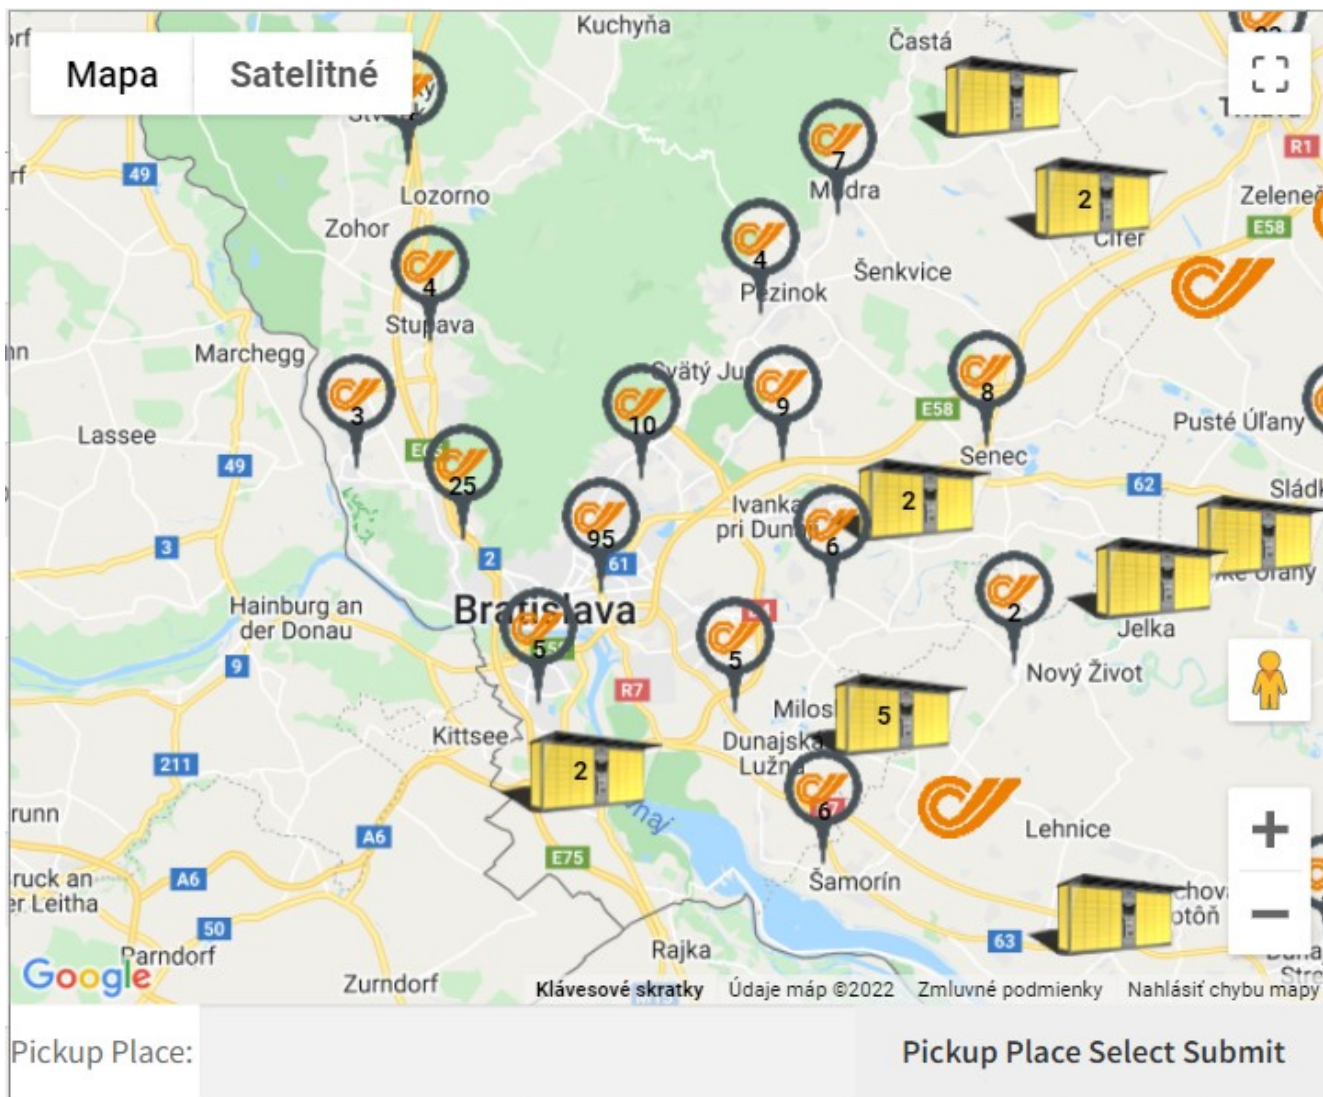 Kuchyňa
Častá
Mapa
Satelitné
7
Modra
R1
49
Lozorno
Zohor
2
Cífer
E58
4
Pezinok
Šenkvice
4
Stupava
Marchegg
Svätý Ju
3
10
9
8
E58
Pusté Úľany
Lassee
49
25
Senec
62
95
Ivanka
pri Dun
2
6
3
2
61
Hainburg an
der Donau
Bratislava
5
5
2
Jelka
9
R7
Nový Život
Kittsee
Dunajská
Lužná
5
211
2
6
Lehnice
A6
E75
Šamorín
A6
50
63
Rajka
Parndorf
Zurndorf
Google
Klávesové skratky
Údaje máp ©2022
Zmluvné podmienky
Nahlásiť chybu mapy
Pickup Place:
Pickup Place Select Submit